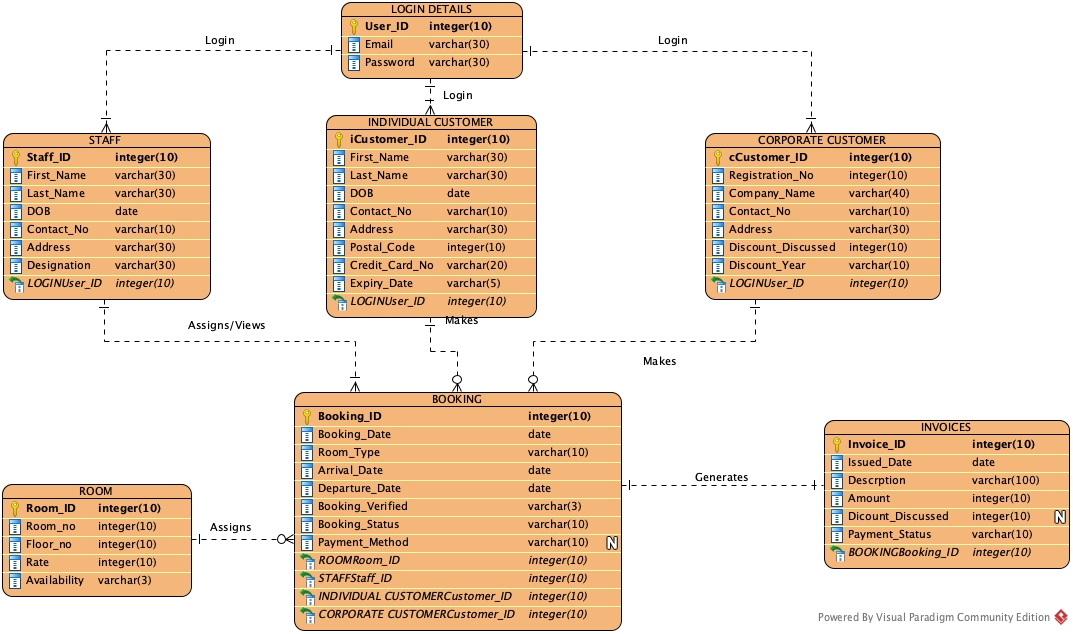 LOGIN DETAILS
User_ID integer(10)
Email varchar(30)
Password varchar(30)
Login
Login
Login
STAFF
Staff_ID integer(10)
First_Name varchar(30)
Last_Name varchar(30)
DOB date
Contact_No varchar(10)
Address varchar(30)
Designation varchar(30)
LOGINUser_ID integer(10)
INDIVIDUAL CUSTOMER
iCustomer_ID integer(10)
First_Name varchar(30)
Last_Name varchar(30)
DOB date
Contact_No varchar(10)
Address varchar(30)
Postal_Code integer(10)
Credit_Card_No varchar(20)
Expiry_Date varchar(5)
LOGINUser_ID integer(10)
CORPORATE CUSTOMER
cCustomer_ID integer(10)
Registration_No integer(10)
Company_Name varchar(40)
Contact_No varchar(10)
Address varchar(30)
Discount_Discussed integer(10)
Discount_Year varchar(10)
LOGINUser_ID integer(10)
Assigns/Views
Makes
Makes
BOOKING
Booking_ID integer(10)
Booking_Date date
Room_Type varchar(10)
Arrival_Date date
Departure_Date date
Booking_Verified varchar(3)
Booking_Status varchar(10)
Payment_Method varchar(10) N
ROOMRoom_ID integer(10)
STAFFStaff_ID integer(10)
INDIVIDUAL CUSTOMERCustomer_ID integer(10)
CORPORATE CUSTOMERCustomer_ID integer(10)
Generates
INVOICES
Invoice_ID integer(10)
Issued_Date date
Descrption varchar(100)
Amount integer(10)
Dicount_Discussed integer(10) N
Payment_Status varchar(10)
BOOKINGBooking_ID integer(10)
ROOM
Room_ID integer(10)
Room_no integer(10)
Floor_no integer(10)
Rate integer(10)
Availability varchar(3)
Assigns
Powered By Visual Paradigm Community Edition